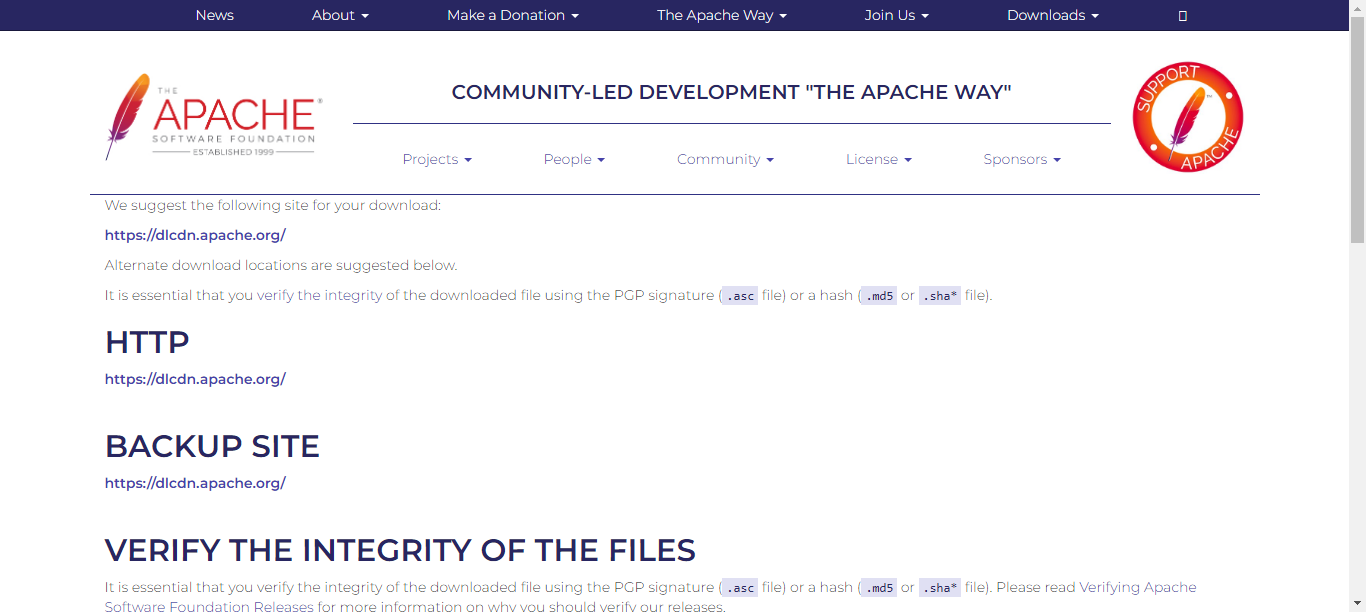 News About Make a Donation The Apache Way Join Us Downloads
THE
APACHE®
SOFTWARE FOUNDATION
ESTABLISHED 1999
COMMUNITY-LED DEVELOPMENT "THE APACHE WAY"
Projects People Community License Sponsors
SUPPORT
APACHE
We suggest the following site for your download:
https://dlcdn.apache.org/
Alternate download locations are suggested below.
It is essential that you verify the integrity of the downloaded file using the PGP signature (.asc file) or a hash (.md5 or .sha* file).
HTTP
https://dlcdn.apache.org/
BACKUP SITE
https://dlcdn.apache.org/
VERIFY THE INTEGRITY OF THE FILES
It is essential that you verify the integrity of the downloaded file using the PGP signature (.asc file) or a hash (.md5 or .sha* file). Please read Verifying Apache
Software Foundation Releases for more information on why you should verify our releases.